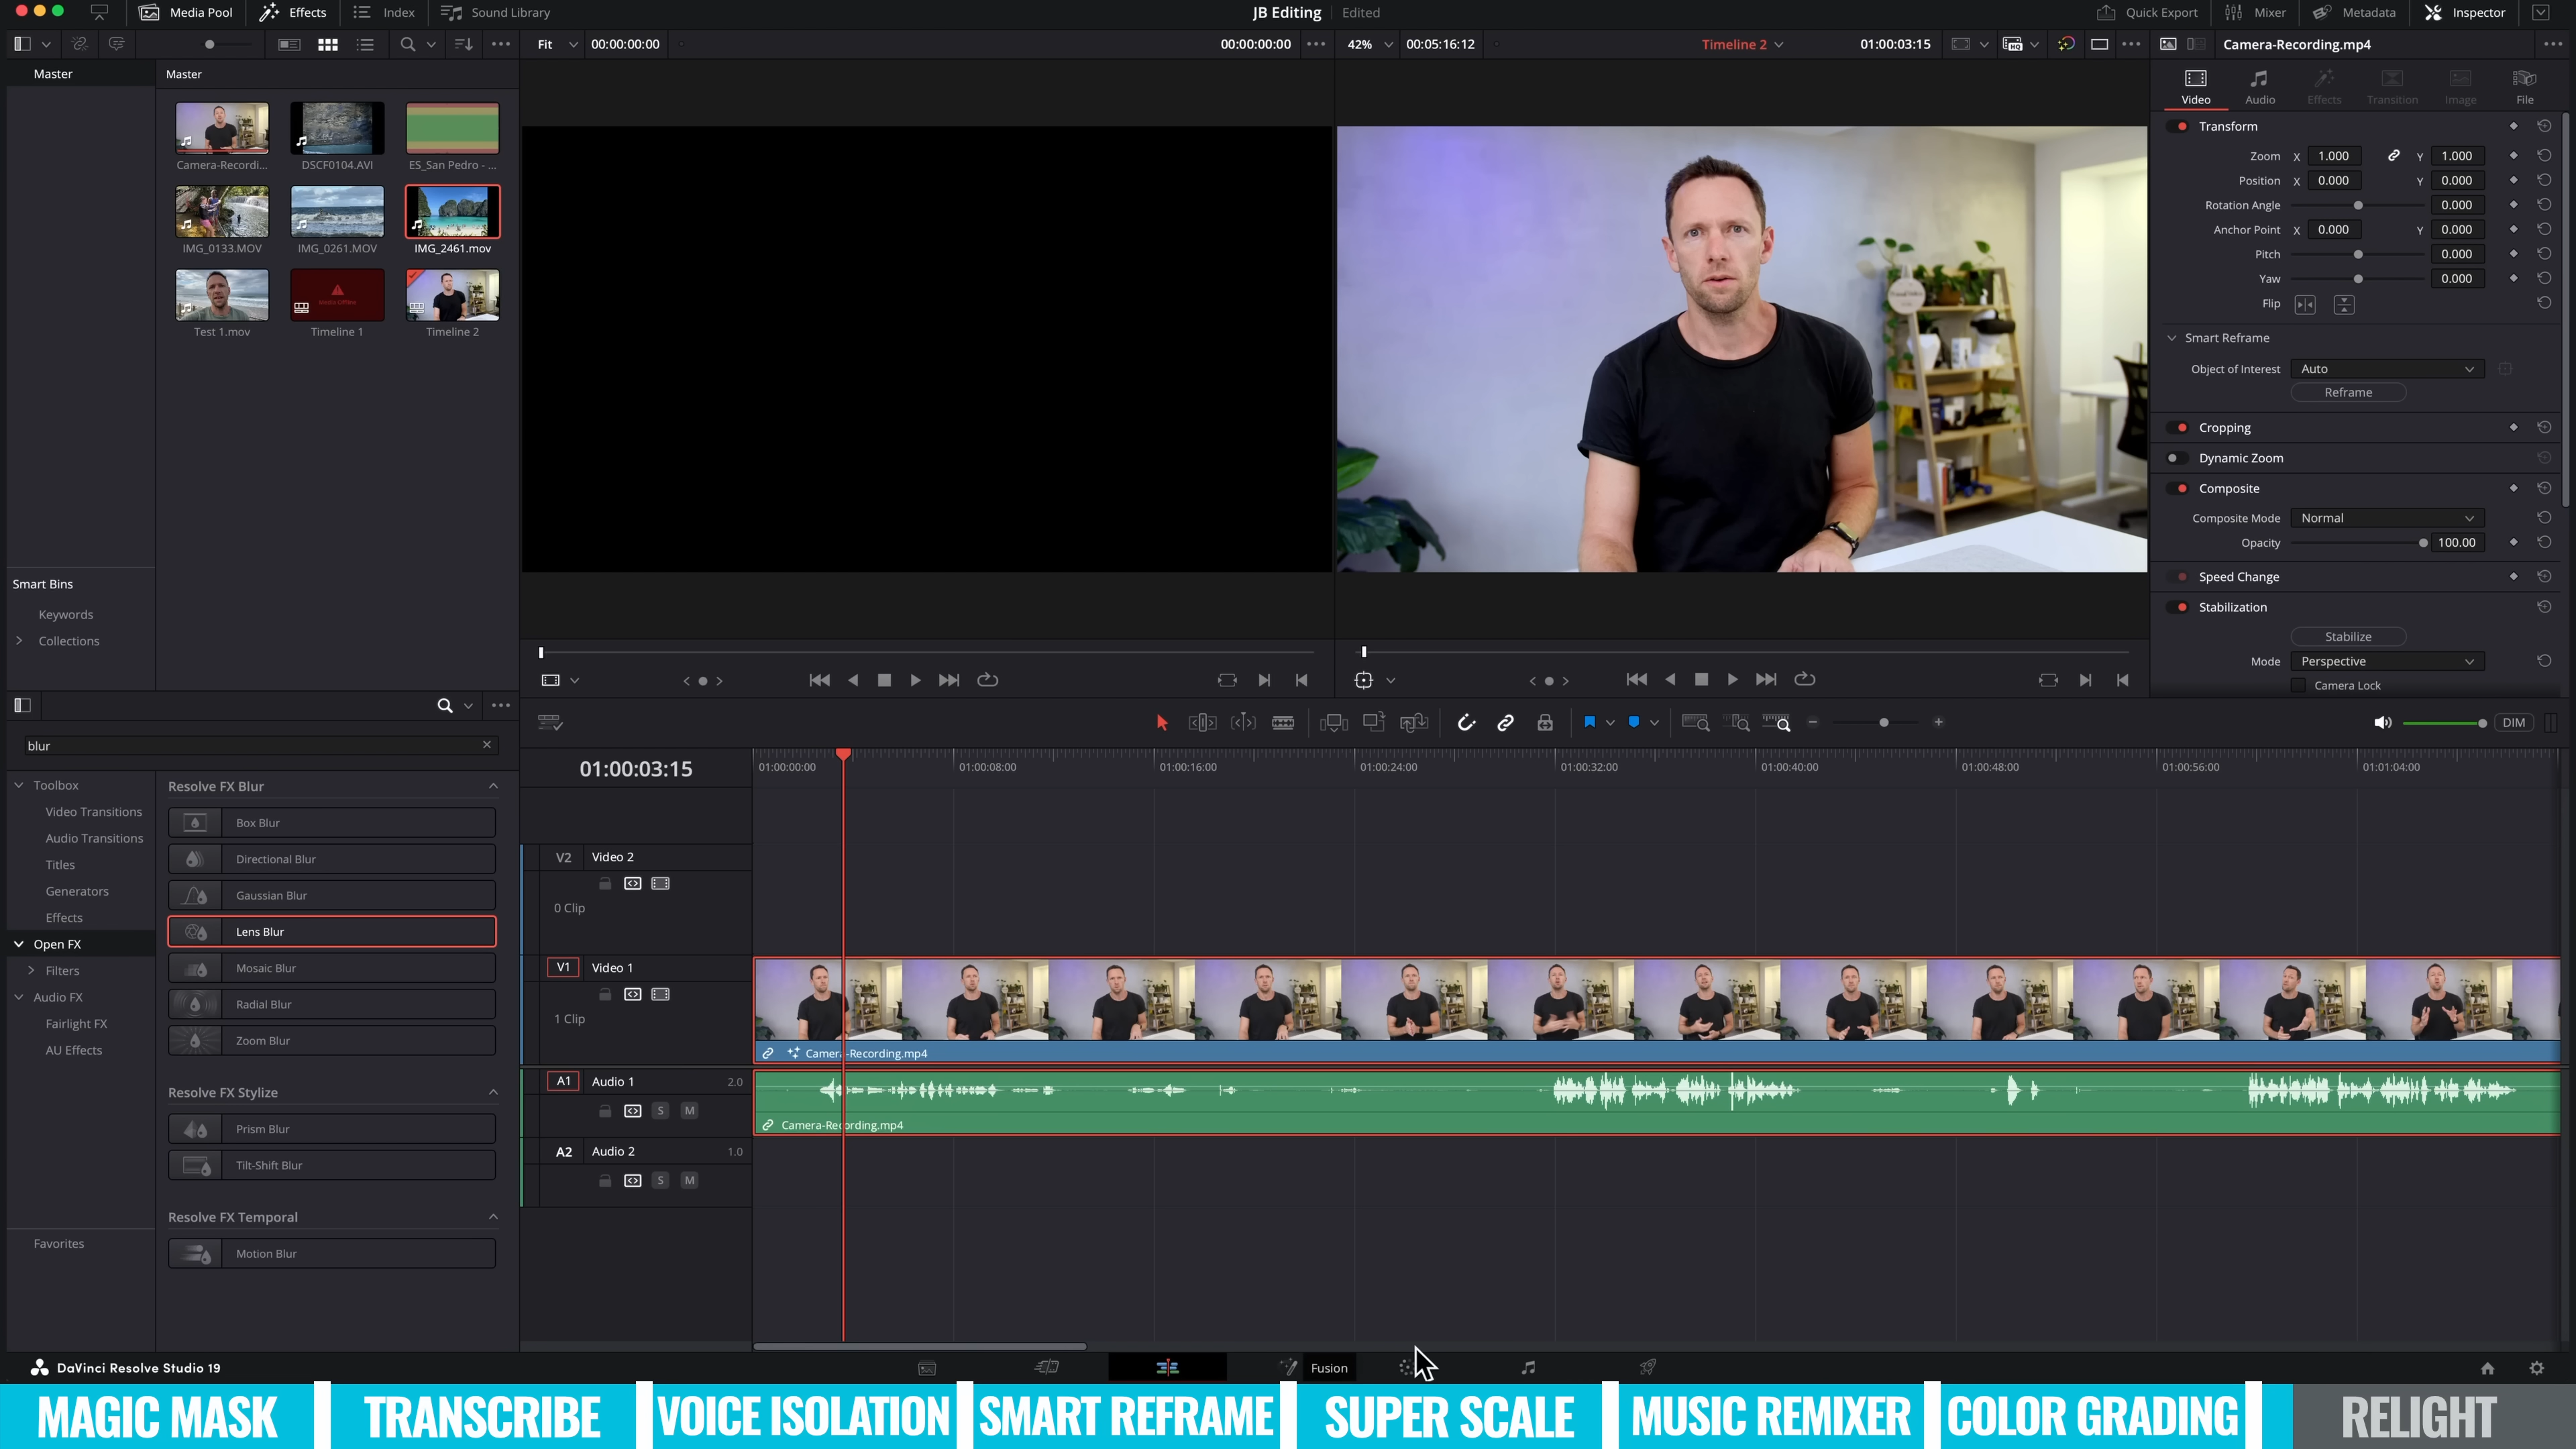 Media Pool
Effects
Index
Sound Library
JB Editing
Edited
Quick Export
Mixer
Metadata
Inspector
Fit
00:00:00:00
00:00:00:00
42%
00:05:16:12
Timeline 2
01:00:03:15
Camera-Recording.mp4
Master
Master
Camera-Recordi...
DSCF0104.AVI
ES_San Pedro - ...
IMG_0133.MOV
IMG_0261.MOV
IMG_2461.mov
Test 1.mov
Timeline 1
Timeline 2
Smart Bins
Keywords
Collections
Video
Audio
Effects
Transition
Image
File
Transform
Zoom X 1.000 Y 1.000
Position X 0.000 Y 0.000
Rotation Angle 0.000
Anchor Point X 0.000 Y 0.000
Pitch 0.000
Yaw 0.000
Flip
Smart Reframe
Object of Interest Auto
Reframe
Cropping
Dynamic Zoom
Composite
Composite Mode Normal
Opacity 100.00
Speed Change
Stabilization
Stabilize
Mode Perspective
Camera Lock
blur
Toolbox
Video Transitions
Audio Transitions
Titles
Generators
Effects
Open FX
Filters
Audio FX
Fairlight FX
AU Effects
Favorites
Resolve FX Blur
Box Blur
Directional Blur
Gaussian Blur
Lens Blur
Mosaic Blur
Radial Blur
Zoom Blur
Resolve FX Stylize
Prism Blur
Tilt-Shift Blur
Resolve FX Temporal
Motion Blur
DIM
01:00:03:15
01:00:00:00
01:00:08:00
01:00:16:00
01:00:24:00
01:00:32:00
01:00:40:00
01:00:48:00
01:00:56:00
01:01:04:00
V2 Video 2
0 Clip
V1 Video 1
1 Clip
Camera-Recording.mp4
A1 Audio 1 2.0
S M
Camera-Recording.mp4
A2 Audio 2 1.0
S M
DaVinci Resolve Studio 19
Fusion
MAGIC MASK
TRANSCRIBE
VOICE ISOLATION
SMART REFRAME
SUPER SCALE
MUSIC REMIXER
COLOR GRADING
RELIGHT